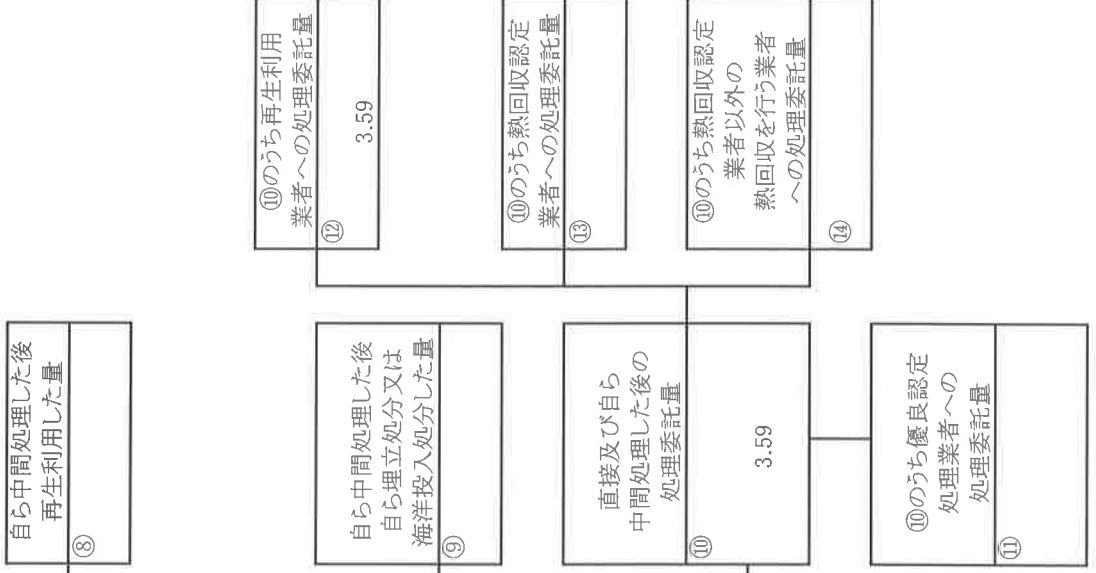 自ら中間処理した後
再生利用した量
⑧
自ら中間処理した後
自ら埋立処分又は
海洋投入処分した量
⑨
直接及び自ら
中間処理した後の
処理委託量
⑩
3.59
⑩のうち優良認定
処理業者への
処理委託量
⑪
⑩のうち再生利用
業者への処理委託量
⑫
3.59
⑩のうち熱回収認定
業者への処理委託量
⑬
⑩のうち熱回収認定
業者以外の
熱回収を行う業者
への処理委託量
⑭